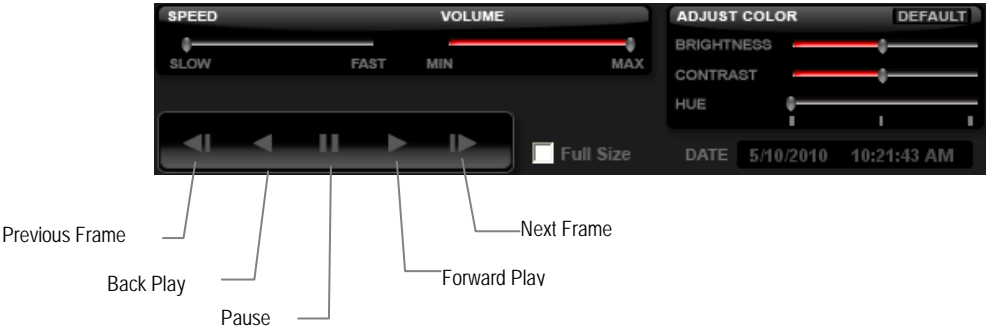 SPEED VOLUME
SLOW FAST MIN MAX
ADJUST COLOR DEFAULT
BRIGHTNESS
CONTRAST
HUE
Full Size
DATE 5/10/2010 10:21:43 AM
Previous Frame
Next Frame
Back Play
Forward Play
Pause